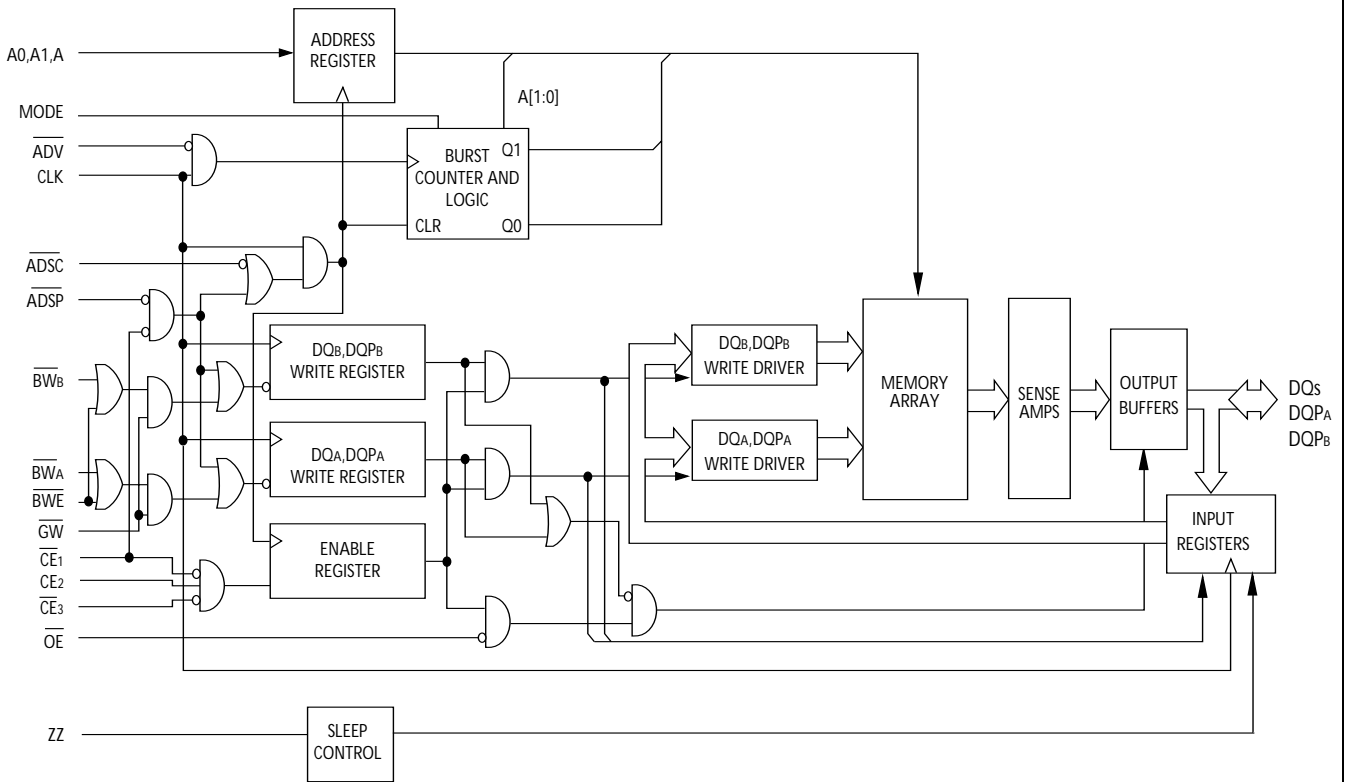 A0,A1,A
ADDRESS
REGISTER
MODE
A[1:0]
ADV
CLK
BURST
COUNTER AND
LOGIC
Q1
CLR
Q0
ADSC
ADSP
DQB,DQPB
WRITE REGISTER
DQB,DQPB
WRITE DRIVER
MEMORY
ARRAY
SENSE
AMPS
OUTPUT
BUFFERS
DQs
DQPA
DQPB
BWB
DQA,DQPA
WRITE REGISTER
DQA,DQPA
WRITE DRIVER
BWA
BWE
GW
CE1
CE2
CE3
ENABLE
REGISTER
INPUT
REGISTERS
OE
ZZ
SLEEP
CONTROL